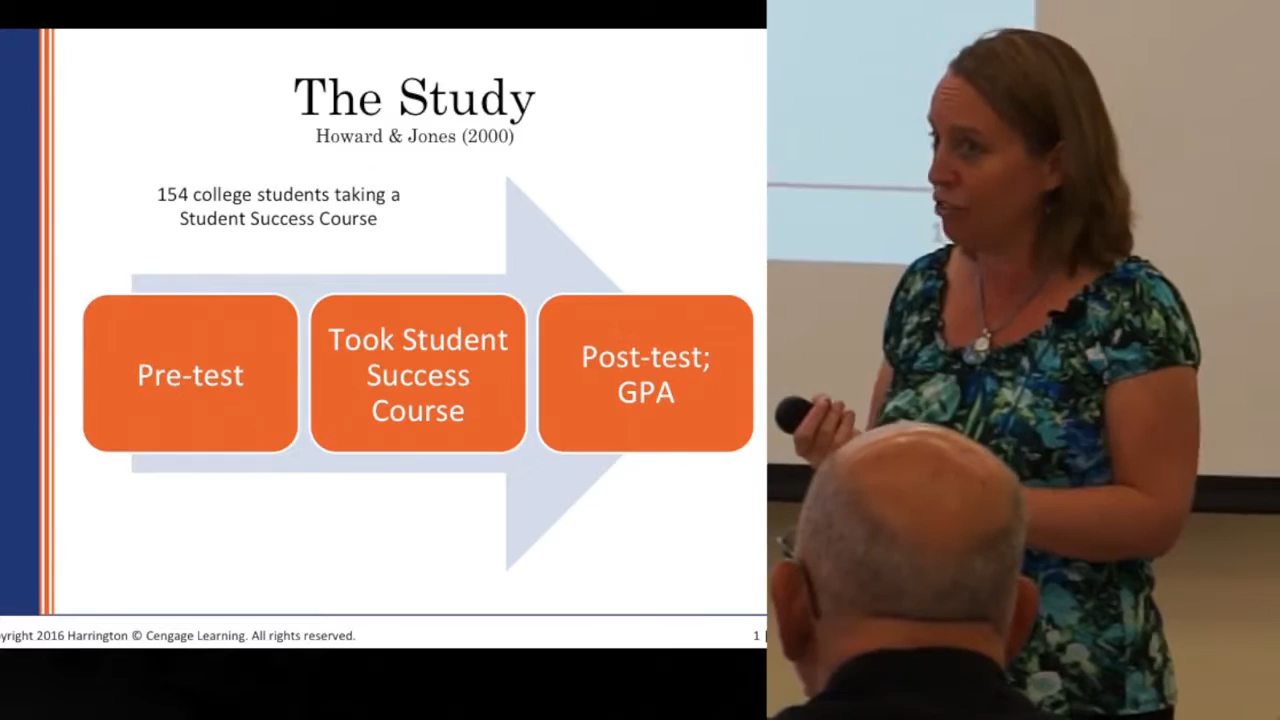 The Study
Howard & Jones (2000)
154 college students taking a
Student Success Course
Pre-test
Took Student
Success
Course
Post-test;
GPA
yright 2016 Harrington © Cengage Learning. All rights reserved.
1 |